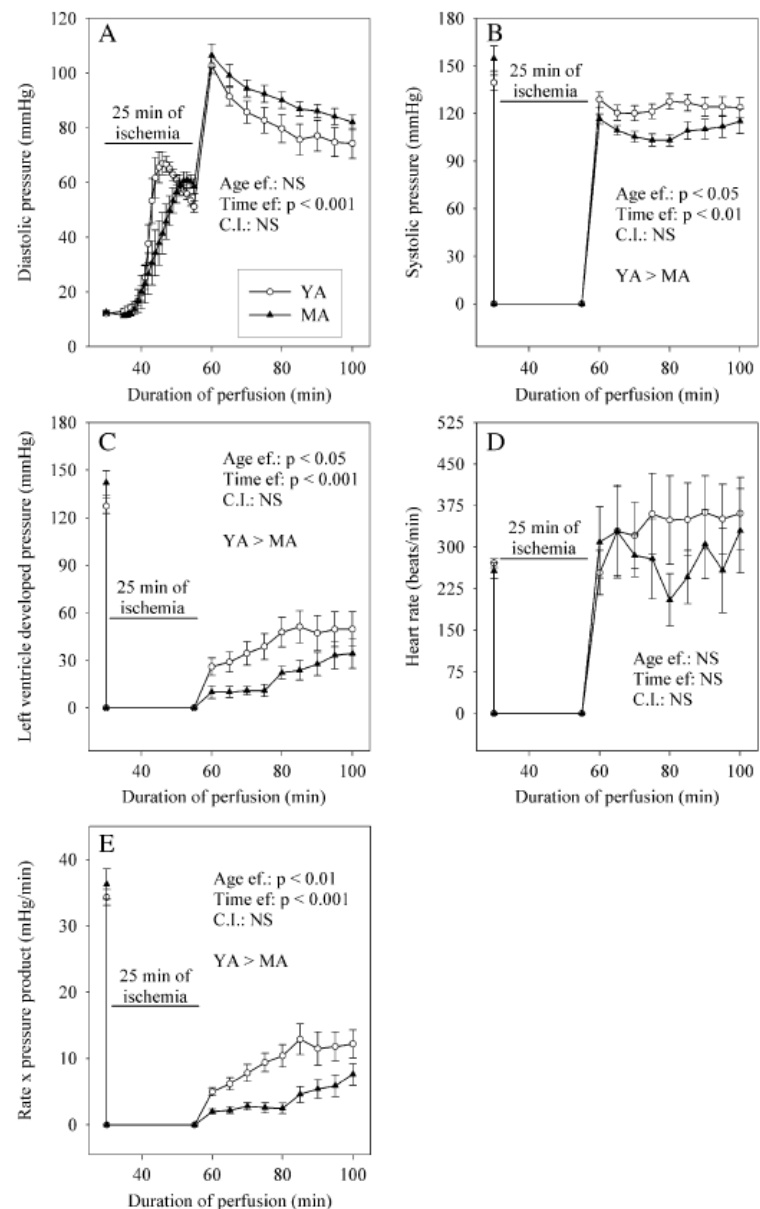 A
Diastolic pressure (mmHg)
120
100
80
60
40
20
0
25 min of
ischemia
Age ef.: NS
Time ef: p < 0.001
C.I.: NS
YA
MA
40
60
80
100
Duration of perfusion (min)
B
Systolic pressure (mmHg)
180
150
120
90
60
30
0
25 min of
ischemia
Age ef.: p < 0.05
Time ef: p < 0.01
C.I.: NS
YA > MA
40
60
80
100
Duration of perfusion (min)
C
Left ventricle developed pressure (mmHg)
180
150
120
90
60
30
0
Age ef.: p < 0.05
Time ef: p < 0.001
C.I.: NS
YA > MA
25 min of
ischemia
40
60
80
100
Duration of perfusion (min)
D
Heart rate (beats/min)
525
450
375
300
225
150
75
0
25 min of
ischemia
Age ef.: NS
Time ef: NS
C.I.: NS
40
60
80
100
Duration of perfusion (min)
E
Rate x pressure product (mHg/min)
40
30
20
10
0
Age ef.: p < 0.01
Time ef: p < 0.001
C.I.: NS
YA > MA
25 min of
ischemia
40
60
80
100
Duration of perfusion (min)